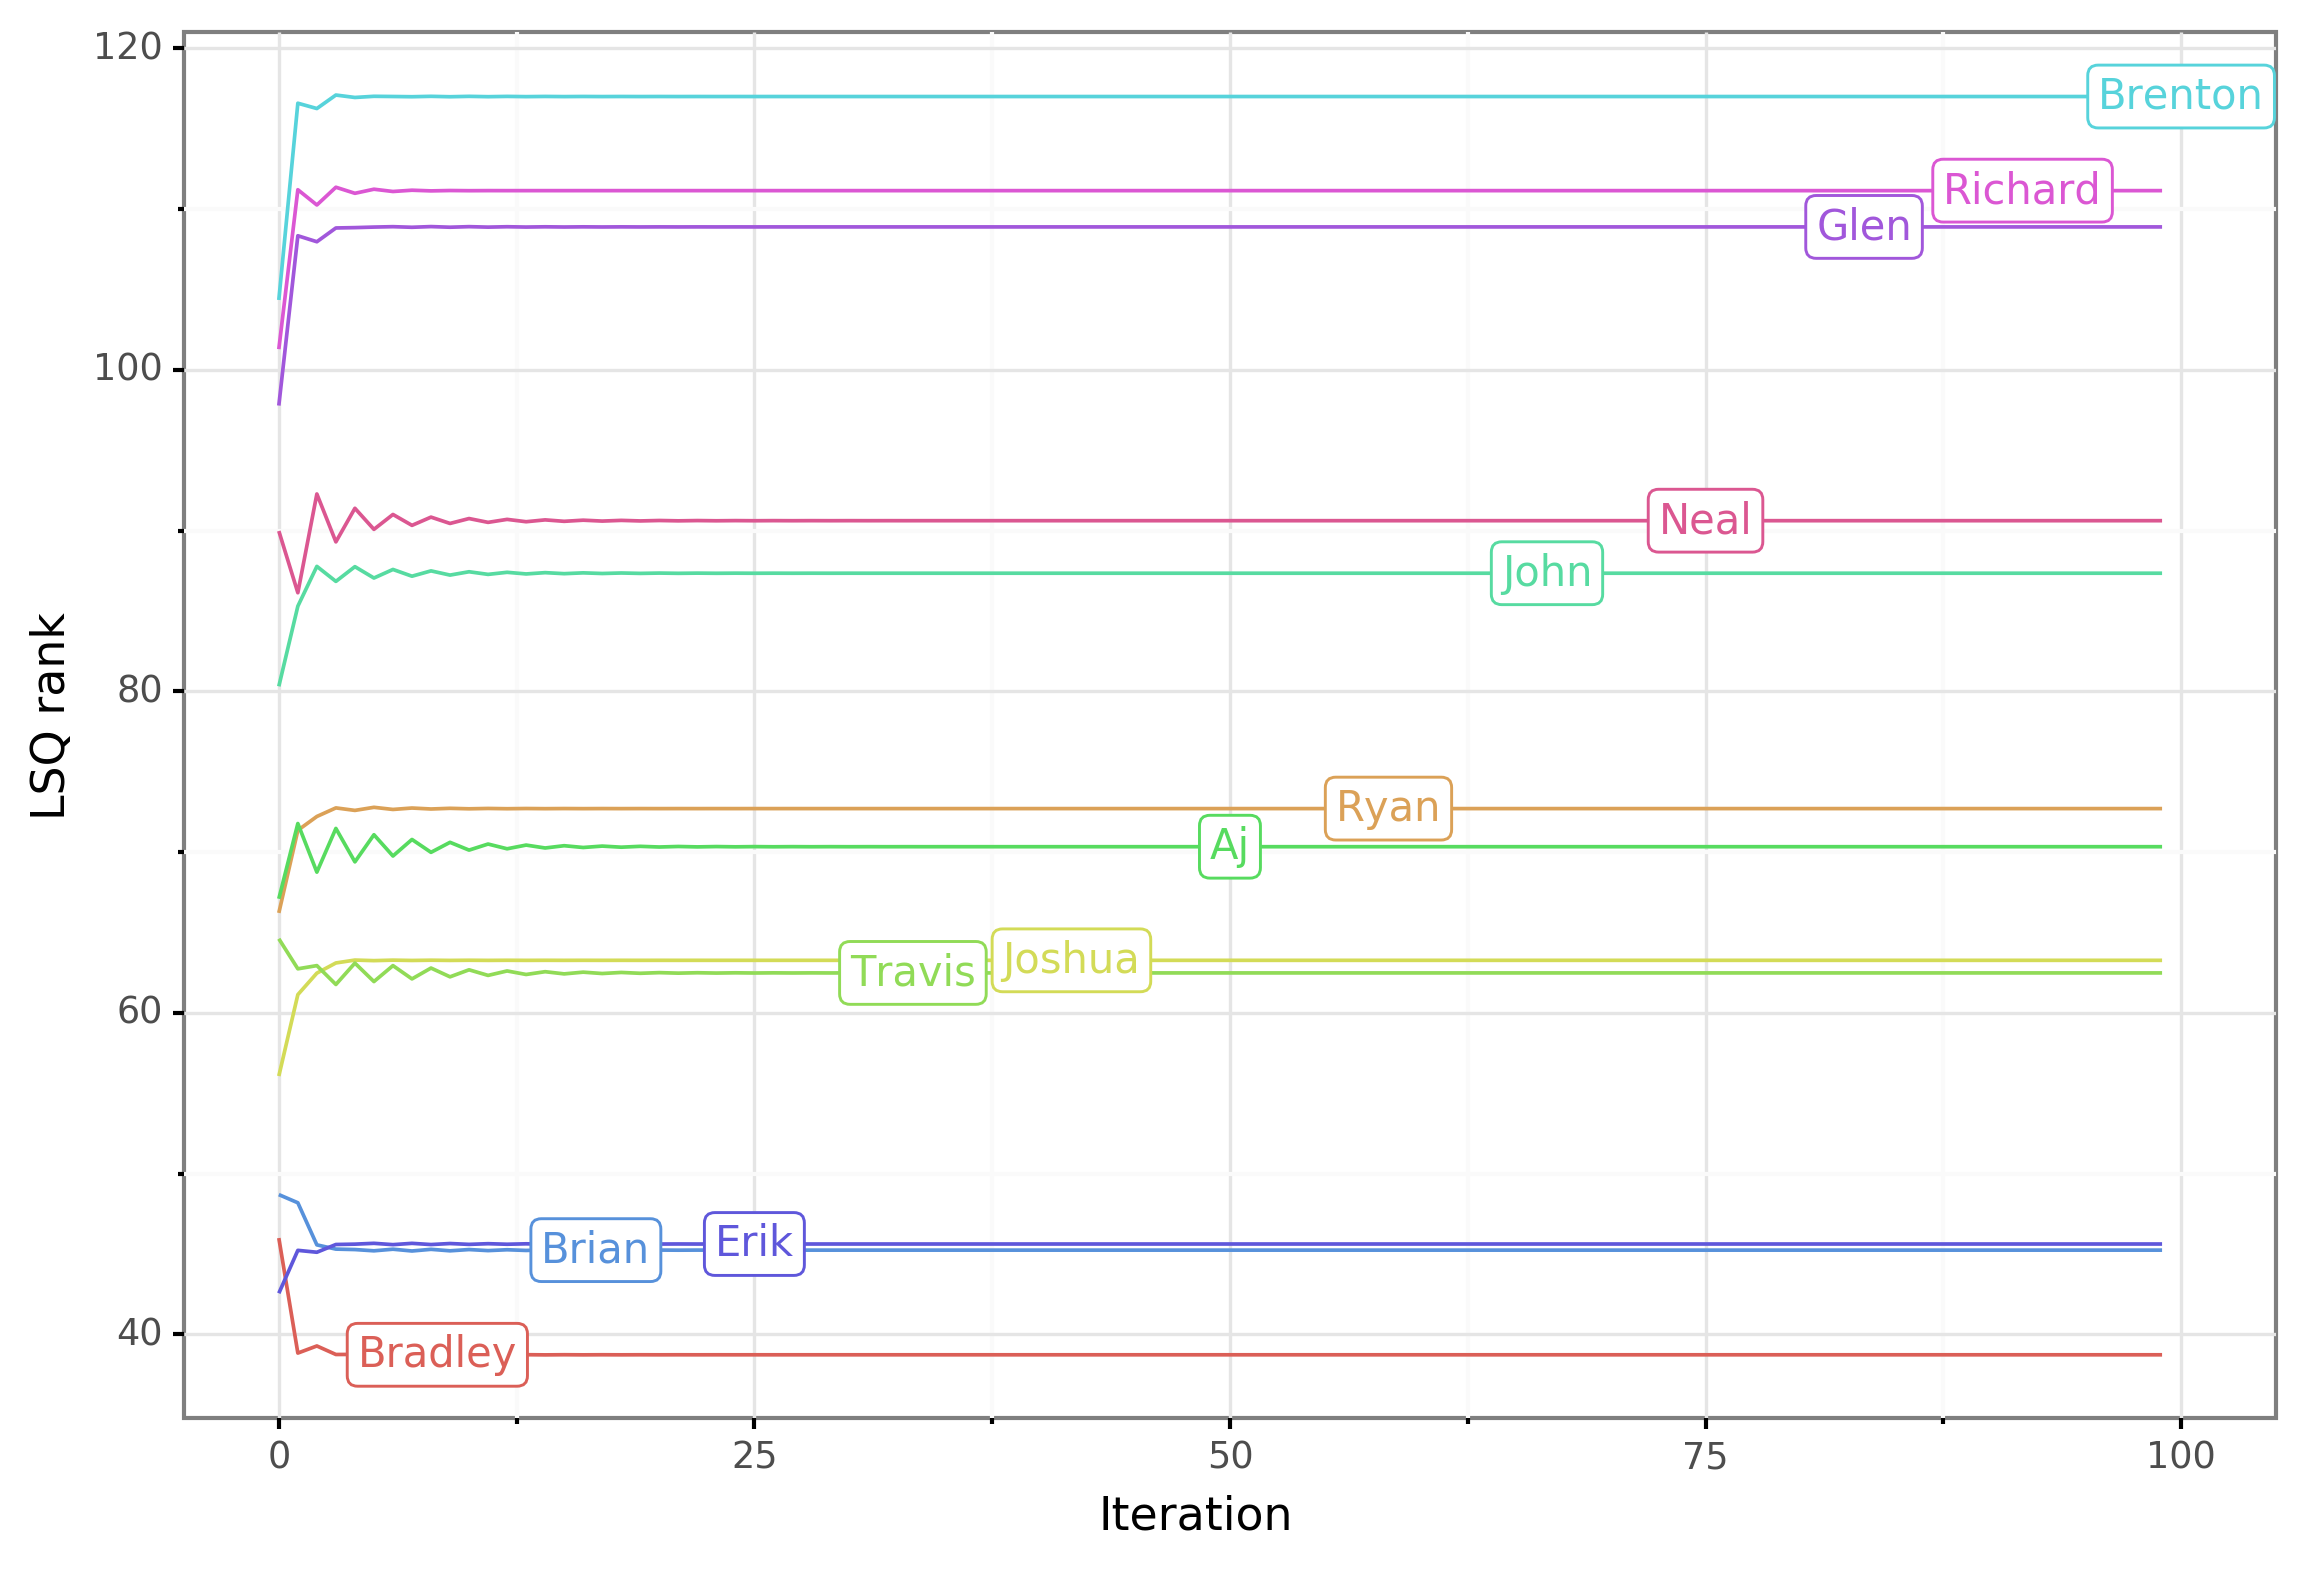 120
Brenton
Richard
Glen
100
Neal
John
80
LSQ rank
Ryan
Aj
Joshua
Travis
60
Erik
Brian
40
Bradley
0 25 50 75 100
Iteration